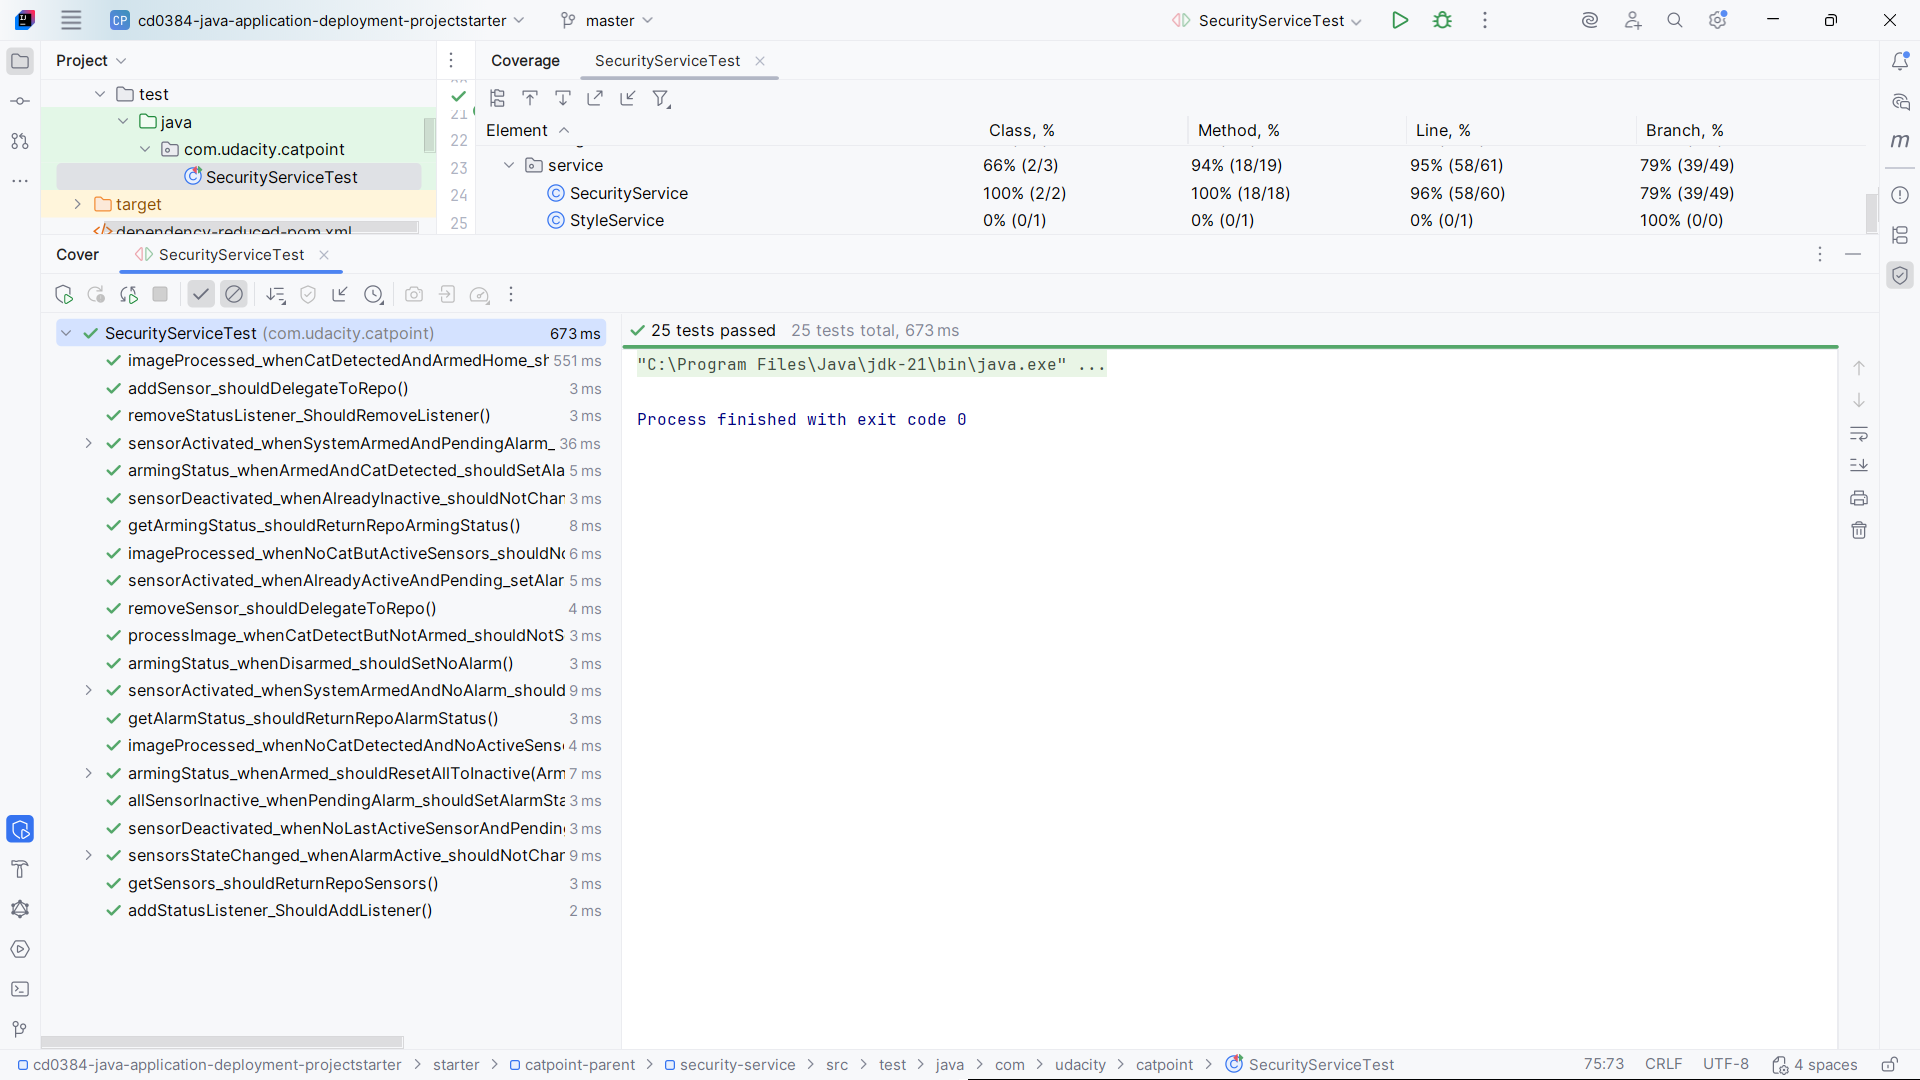 CP cd0384-java-application-deployment-projectstarter master SecurityServiceTest
Project
test
java
com.udacity.catpoint
SecurityServiceTest
target
dependency-reduced-pom.xml
21
22
23
24
25
Coverage SecurityServiceTest
Element Class, % Method, % Line, % Branch, %
service 66% (2/3) 94% (18/19) 95% (58/61) 79% (39/49)
SecurityService 100% (2/2) 100% (18/18) 96% (58/60) 79% (39/49)
StyleService 0% (0/1) 0% (0/1) 0% (0/1) 100% (0/0)
Cover SecurityServiceTest
SecurityServiceTest (com.udacity.catpoint) 673 ms
imageProcessed_whenCatDetectedAndArmedHome_sh 551 ms
addSensor_shouldDelegateToRepo() 3 ms
removeStatusListener_ShouldRemoveListener() 3 ms
sensorActivated_whenSystemArmedAndPendingAlarm_ 36 ms
armingStatus_whenArmedAndCatDetected_shouldSetAla 5 ms
sensorDeactivated_whenAlreadyInactive_shouldNotChan 3 ms
getArmingStatus_shouldReturnRepoArmingStatus() 8 ms
imageProcessed_whenNoCatButActiveSensors_shouldNo 6 ms
sensorActivated_whenAlreadyActiveAndPending_setAlar 5 ms
removeSensor_shouldDelegateToRepo() 4 ms
processImage_whenCatDetectButNotArmed_shouldNotS 3 ms
armingStatus_whenDisarmed_shouldSetNoAlarm() 3 ms
sensorActivated_whenSystemArmedAndNoAlarm_should 9 ms
getAlarmStatus_shouldReturnRepoAlarmStatus() 3 ms
imageProcessed_whenNoCatDetectedAndNoActiveSens 4 ms
armingStatus_whenArmed_shouldResetAllToInactive(Arm 7 ms
allSensorInactive_whenPendingAlarm_shouldSetAlarmSta 3 ms
sensorDeactivated_whenNoLastActiveSensorAndPending 3 ms
sensorsStateChanged_whenAlarmActive_shouldNotChan 9 ms
getSensors_shouldReturnRepoSensors() 3 ms
addStatusListener_ShouldAddListener() 2 ms
25 tests passed 25 tests total, 673 ms
"C:\Program Files\Java\jdk-21\bin\java.exe" ...
Process finished with exit code 0
m
cd0384-java-application-deployment-projectstarter > starter > catpoint-parent > security-service > src > test > java > com > udacity > catpoint > SecurityServiceTest 75:73 CRLF UTF-8 4 spaces